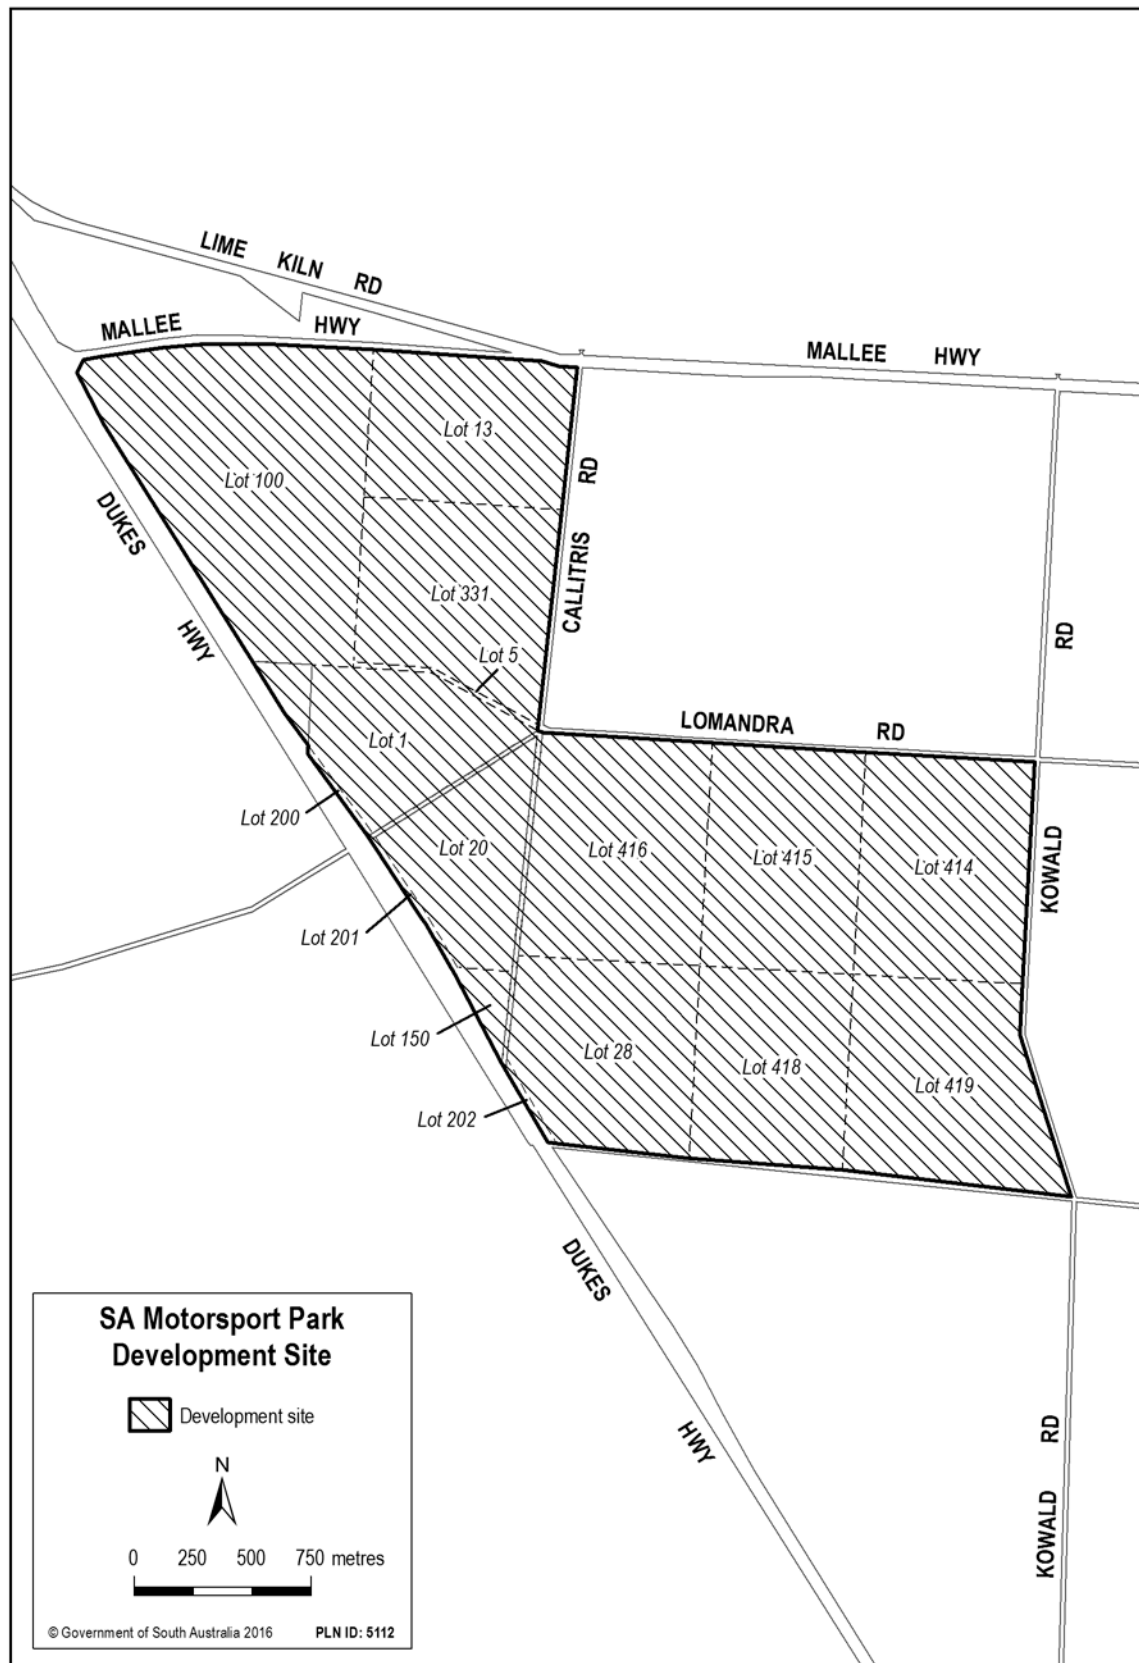 LIME KILN RD
MALLEE HWY
MALLEE HWY
Lot 13
Lot 100
CALLITRIS RD
DUKES HWY
Lot 331
Lot 5
RD
LOMANDRA RD
Lot 1
Lot 200
Lot 20
Lot 416
Lot 415
Lot 414
KOWALD
Lot 201
Lot 150
Lot 28
Lot 418
Lot 419
Lot 202
DUKES HWY
KOWALD RD
SA Motorsport Park
Development Site
Development site
N
0 250 500 750 metres
© Government of South Australia 2016 PLN ID: 5112